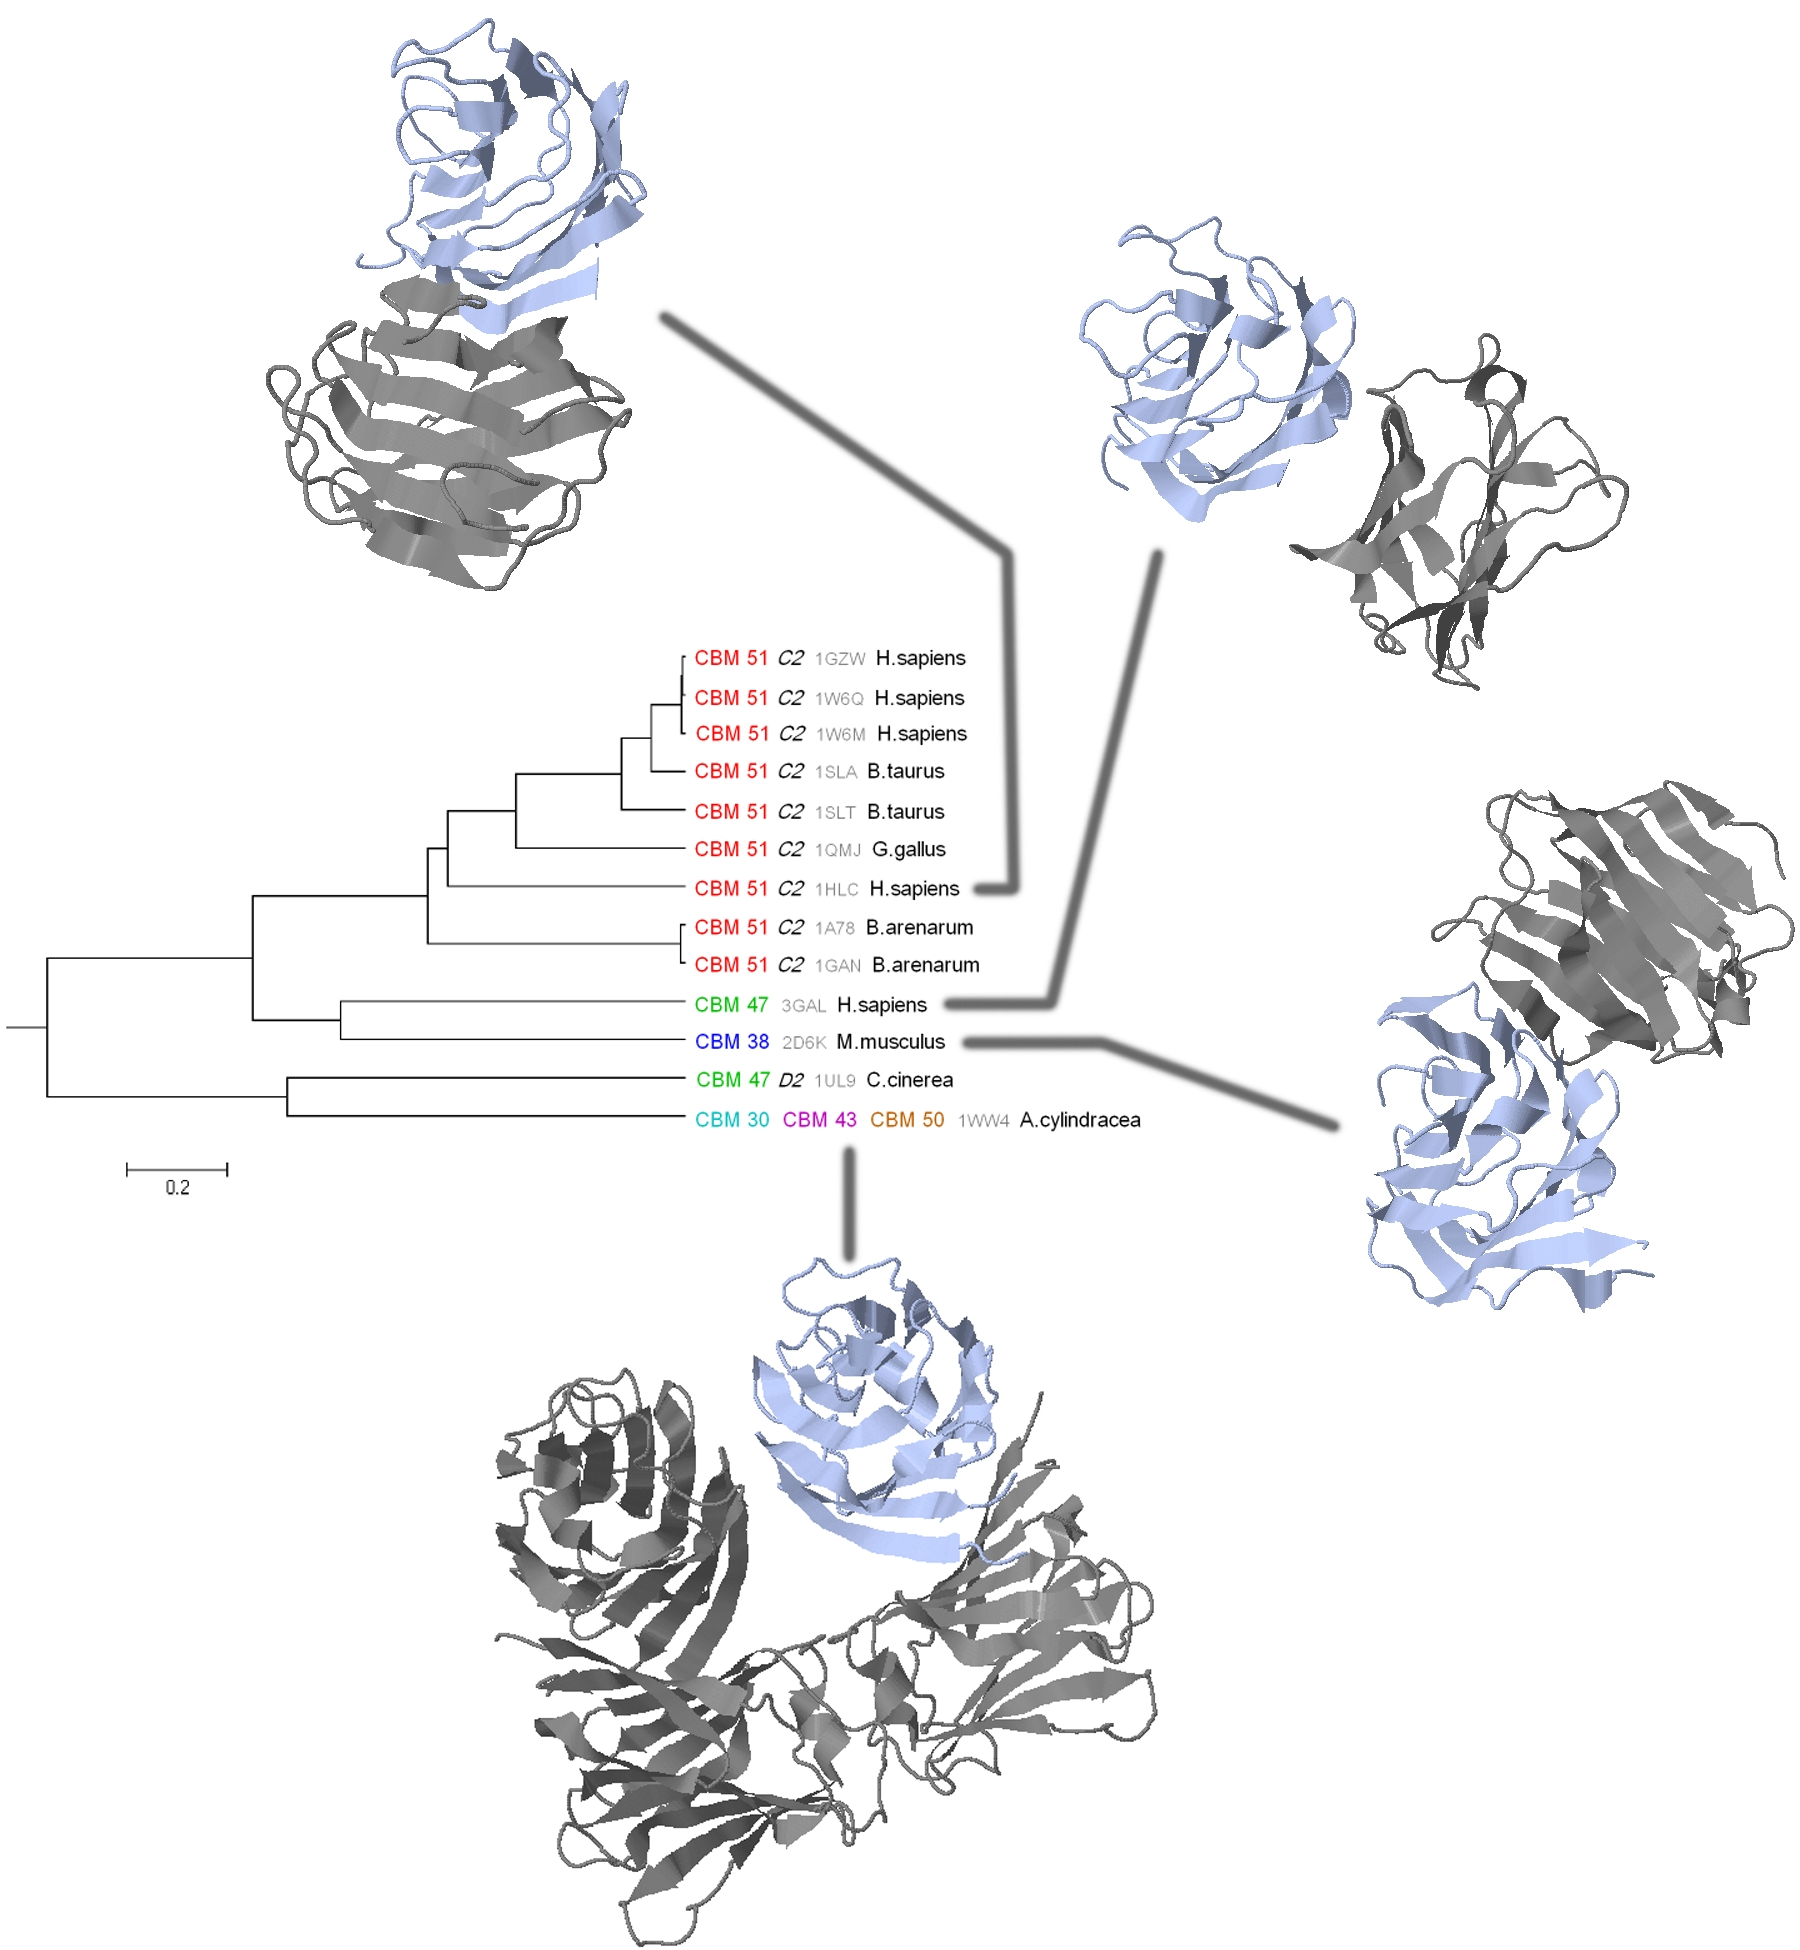 CBM 51 C2 1GZW H.sapiens
CBM 51 C2 1W6Q H.sapiens
CBM 51 C2 1W6M H.sapiens
CBM 51 C2 1SLA B.taurus
CBM 51 C2 1SLT B.taurus
CBM 51 C2 1QMJ G.gallus
CBM 51 C2 1HLC H.sapiens
CBM 51 C2 1A78 B.arenarum
CBM 51 C2 1GAN B.arenarum
CBM 47 3GAL H.sapiens
CBM 38 2D6K M.musculus
CBM 47 D2 1UL9 C.cinerea
CBM 30 CBM 43 CBM 50 1WW4 A.cylindracea
0.2